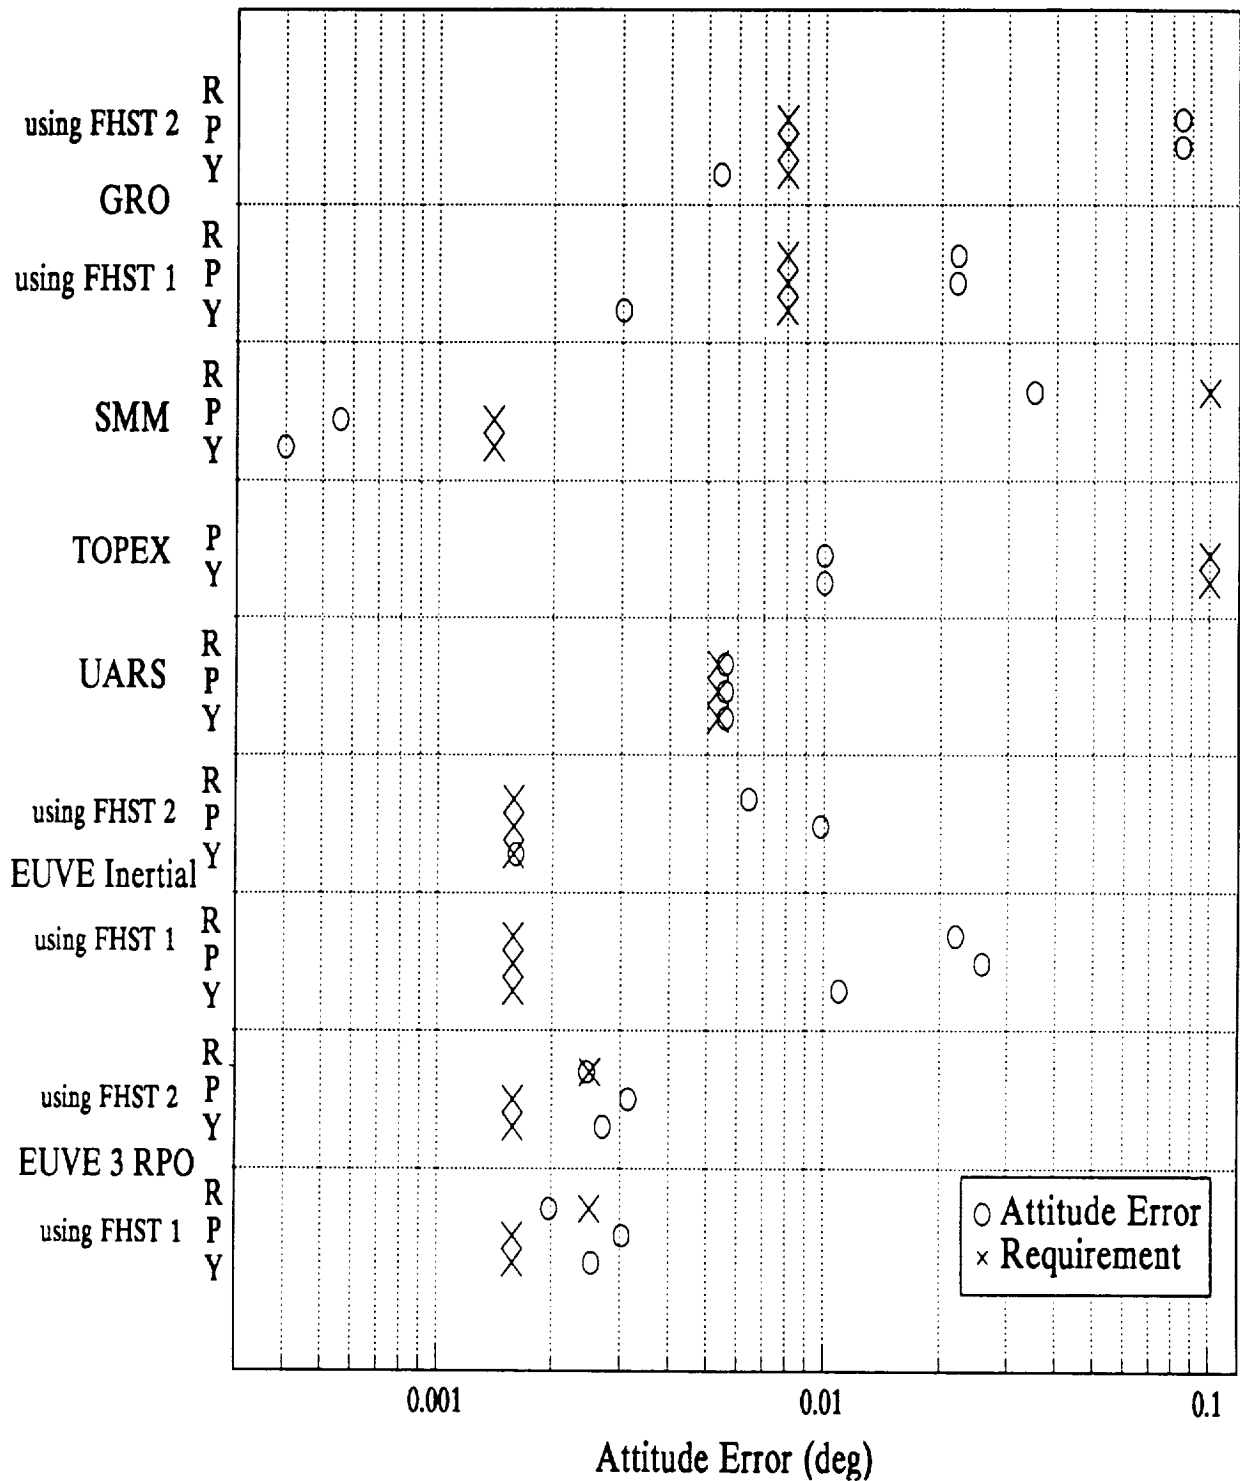 R
using FHST 2 P
Y
GRO
R
using FHST 1 P
Y
R
SMM P
Y
TOPEX P
Y
R
UARS P
Y
R
using FHST 2 P
Y
EUVE Inertial
R
using FHST 1 P
Y
R
using FHST 2 P
Y
EUVE 3 RPO
R
using FHST 1 P
Y
O Attitude Error
× Requirement
0.001 0.01 0.1
Attitude Error (deg)